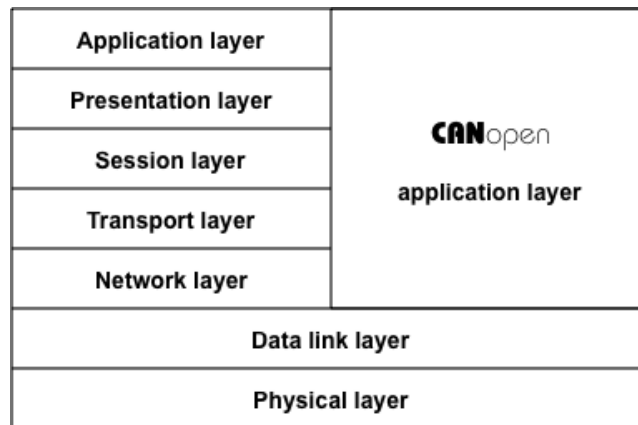 Application layer
Presentation layer
Session layer
Transport layer
Network layer
CANopen
application layer
Data link layer
Physical layer